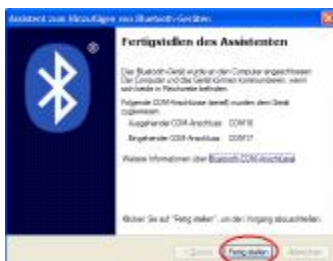 Assistent zum Hinzufügen von Bluetooth-Geräten
Fertigstellen des Assistenten
Das Bluetooth-Gerät wurde an den Computer angeschlossen.
Der Computer und das Gerät können kommunizieren, wenn
sich beide in Reichweite befinden.
Folgende COM-Anschlüsse (seriell) wurden dem Gerät
zugewiesen.
Ausgehender COM-Anschluss COM16
Eingehender COM-Anschluss COM17
Weitere Informationen über Bluetooth-COM-Anschlüsse
Klicken Sie auf "Fertig stellen", um den Vorgang abzuschließen.
< Zurück
Fertig stellen
Abbrechen